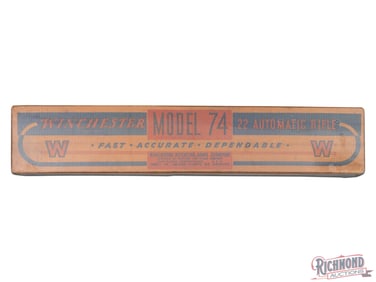 WINCHESTER MODEL 74 .22 AUTOMATIC RIFLE
W • FAST • ACCURATE • DEPENDABLE • W
RICHMOND
AUCTIONS